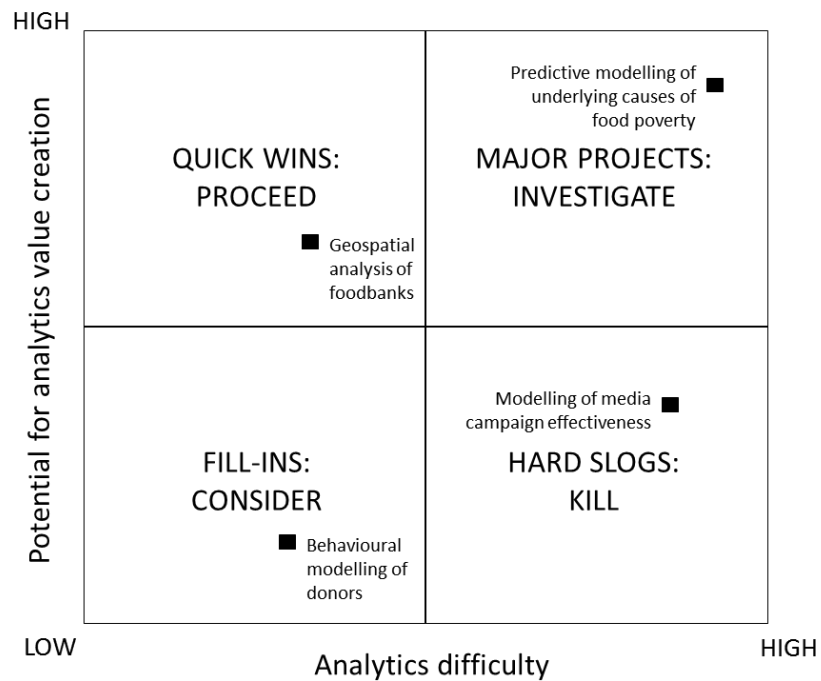 HIGH
Potential for analytics value creation
Predictive modelling of
underlying causes of
food poverty
QUICK WINS:
PROCEED
MAJOR PROJECTS:
INVESTIGATE
Geospatial
analysis of
foodbanks
Modelling of media
campaign effectiveness
FILL-INS:
CONSIDER
HARD SLOGS:
KILL
Behavioural
modelling of
donors
LOW
Analytics difficulty
HIGH